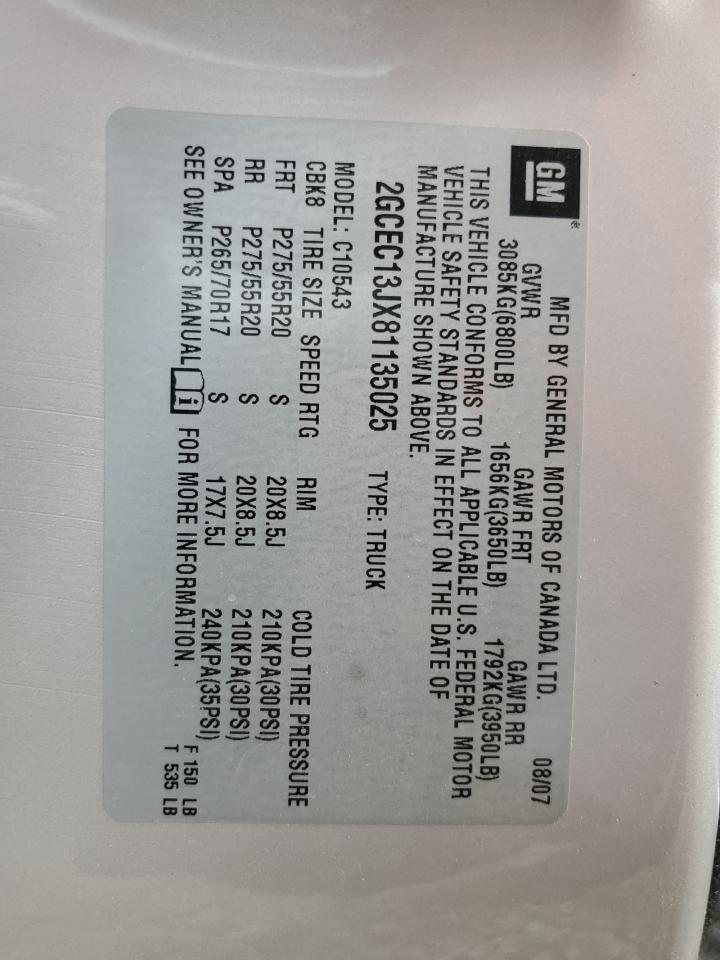 GM®
MFD BY GENERAL MOTORS OF CANADA LTD. 08/07
GVWR GAWR FRT GAWR RR
3085KG(6800LB) 1656KG(3650LB) 1792KG(3950LB)
THIS VEHICLE CONFORMS TO ALL APPLICABLE U.S. FEDERAL MOTOR
VEHICLE SAFETY STANDARDS IN EFFECT ON THE DATE OF
MANUFACTURE SHOWN ABOVE.
2GCEC13JX81135025 TYPE: TRUCK
MODEL: C10543
CBK8 TIRE SIZE SPEED RTG RIM COLD TIRE PRESSURE
FRT P275/55R20 S 20X8.5J 210KPA(30PSI)
RR P275/55R20 S 20X8.5J 210KPA(30PSI)
SPA P265/70R17 S 17X7.5J 240KPA(35PSI)
SEE OWNER'S MANUAL i FOR MORE INFORMATION.
F 150 LB
T 535 LB